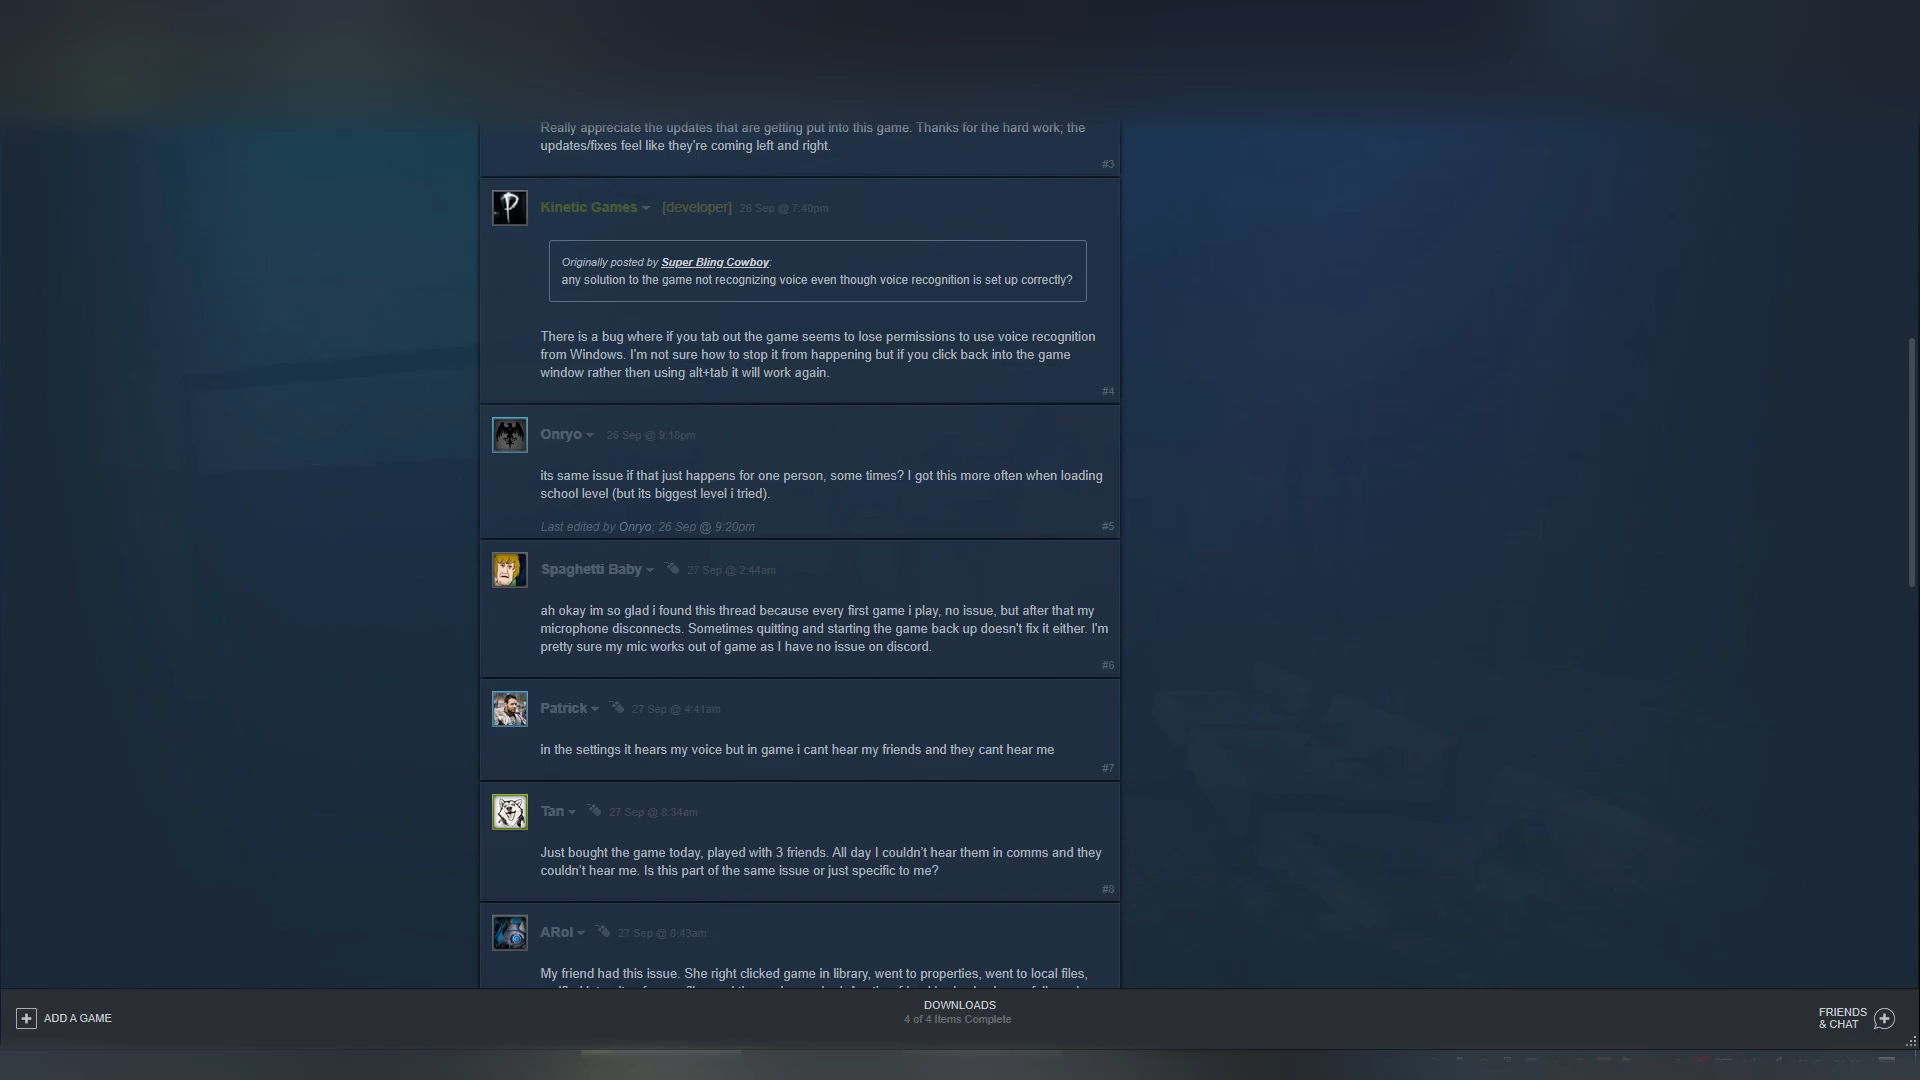 Really appreciate the updates that are getting put into this game. Thanks for the hard work; the
updates/fixes feel like they're coming left and right.
#3
Kinetic Games [developer] 26 Sep @ 7:40pm
Originally posted by Super Bling Cowboy:
any solution to the game not recognizing voice even though voice recognition is set up correctly?
There is a bug where if you tab out the game seems to lose permissions to use voice recognition
from Windows. I'm not sure how to stop it from happening but if you click back into the game
window rather then using alt+tab it will work again.
#4
Onryo 26 Sep @ 9:18pm
its same issue if that just happens for one person, some times? I got this more often when loading
school level (but its biggest level i tried).
Last edited by Onryo; 26 Sep @ 9:20pm
#5
Spaghetti Baby 27 Sep @ 2:44am
ah okay im so glad i found this thread because every first game i play, no issue, but after that my
microphone disconnects. Sometimes quitting and starting the game back up doesn't fix it either. I'm
pretty sure my mic works out of game as I have no issue on discord.
#6
Patrick 27 Sep @ 4:41am
in the settings it hears my voice but in game i cant hear my friends and they cant hear me
#7
Tan 27 Sep @ 8:34am
Just bought the game today, played with 3 friends. All day I couldn't hear them in comms and they
couldn't hear me. Is this part of the same issue or just specific to me?
#8
ARol 27 Sep @ 8:43am
My friend had this issue. She right clicked game in library, went to properties, went to local files,
ADD A GAME
DOWNLOADS
4 of 4 Items Complete
FRIENDS
& CHAT